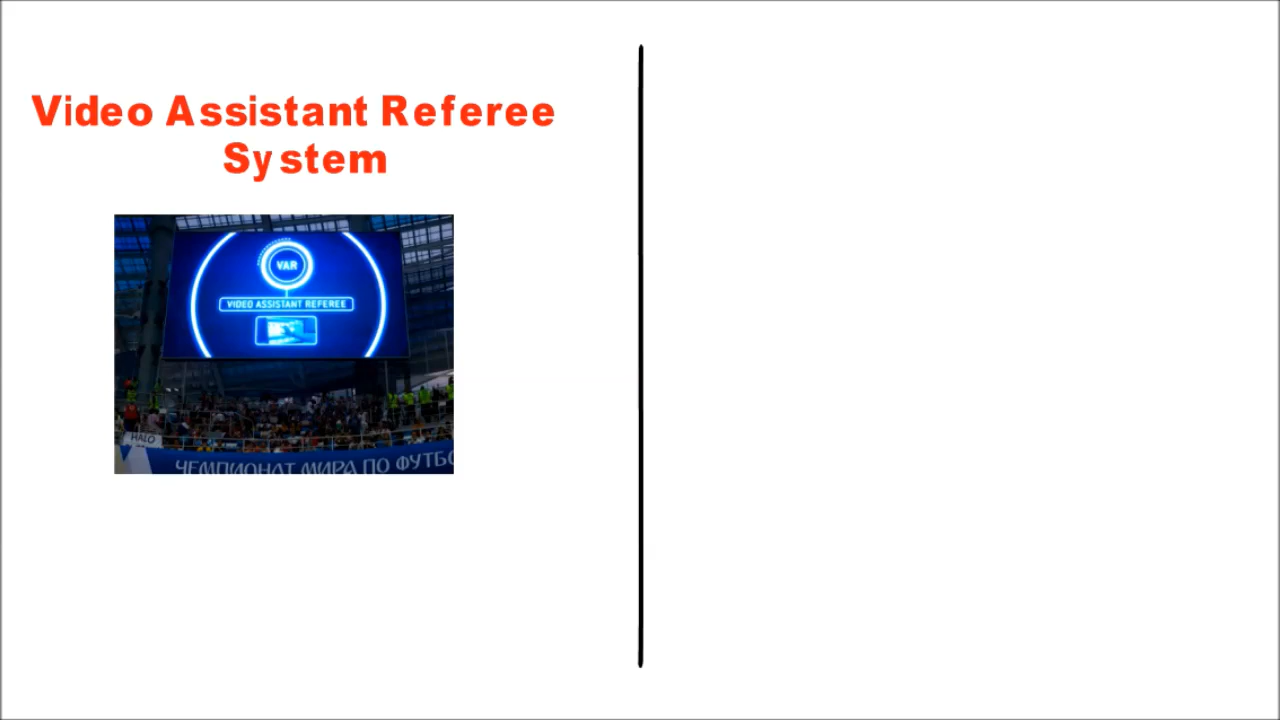 Video Assistant Referee
System
VAR
VIDEO ASSISTANT REFEREE
HALO
ЧЕМПИОНАТ МИРА ПО ФУТБО